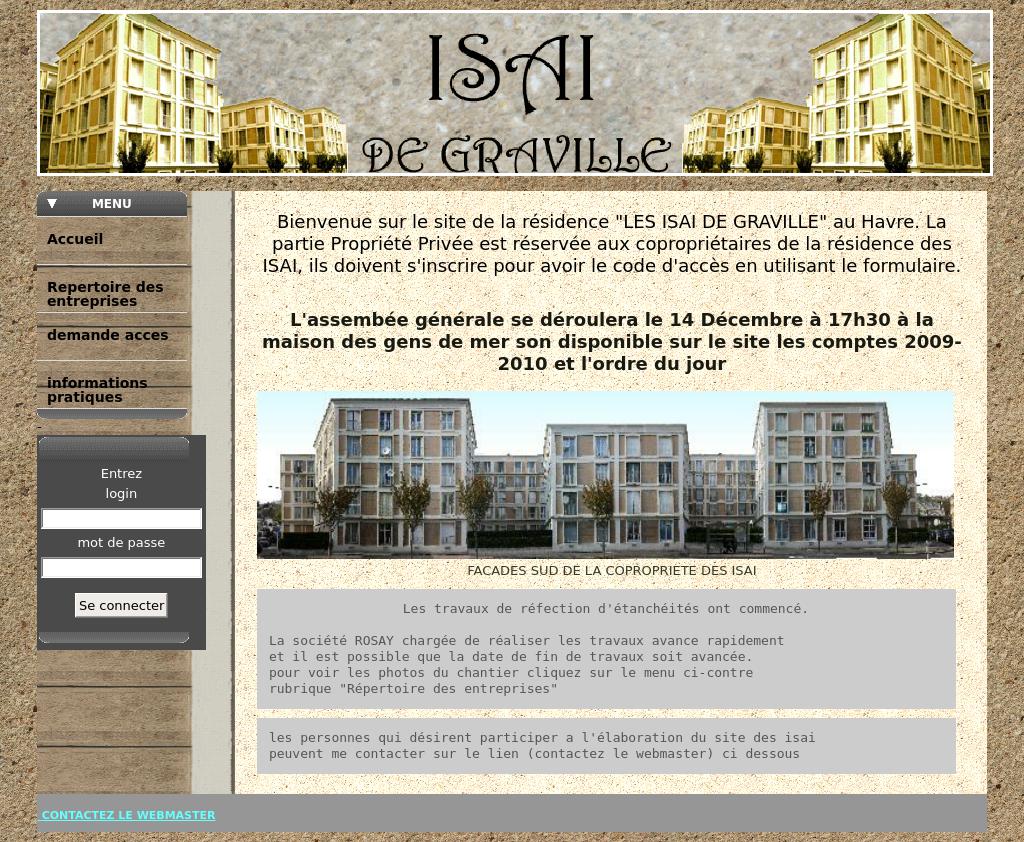 ISAI
DE GRAVILLE
MENU
Accueil
Repertoire des
entreprises
demande acces
informations
pratiques
Entrez
login
mot de passe
Se connecter
Bienvenue sur le site de la résidence "LES ISAI DE GRAVILLE" au Havre. La
partie Propriété Privée est réservée aux copropriétaires de la résidence des
ISAI, ils doivent s'inscrire pour avoir le code d'accès en utilisant le formulaire.
L'assembée générale se déroulera le 14 Décembre à 17h30 à la
maison des gens de mer son disponible sur le site les comptes 2009-
2010 et l'ordre du jour
FACADES SUD DE LA COPROPRIETE DES ISAI
Les travaux de réfection d'étanchéités ont commencé.
La société ROSAY chargée de réaliser les travaux avance rapidement
et il est possible que la date de fin de travaux soit avancée.
pour voir les photos du chantier cliquez sur le menu ci-contre
rubrique "Répertoire des entreprises"
les personnes qui désirent participer a l'élaboration du site des isai
peuvent me contacter sur le lien (contactez le webmaster) ci dessous
CONTACTEZ LE WEBMASTER